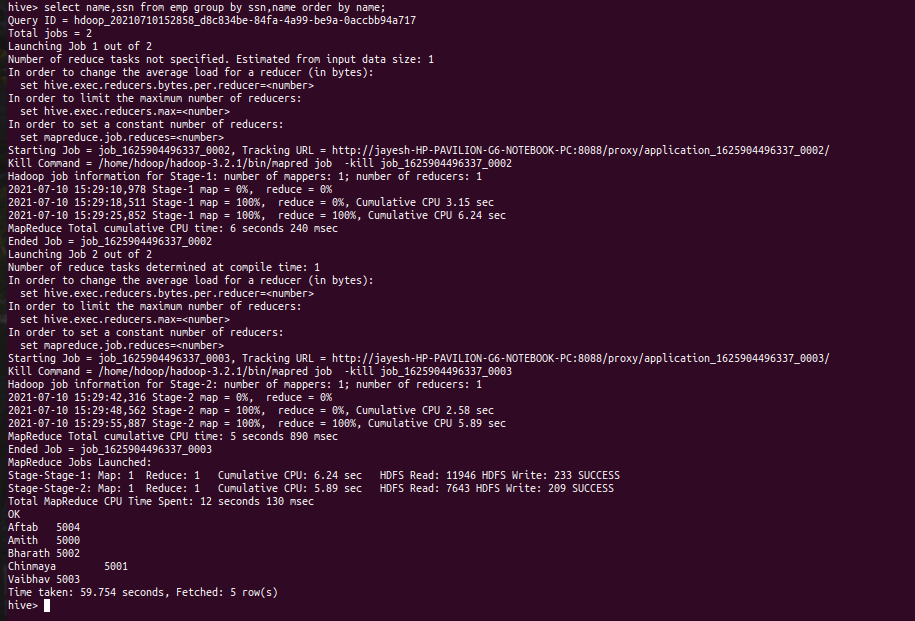 hive> select name,ssn from emp group by ssn,name order by name;
Query ID = hdoop_20210710152858_d8c834be-84fa-4a99-be9a-0accbb94a717
Total jobs = 2
Launching Job 1 out of 2
Number of reduce tasks not specified. Estimated from input data size: 1
In order to change the average load for a reducer (in bytes):
  set hive.exec.reducers.bytes.per.reducer=<number>
In order to limit the maximum number of reducers:
  set hive.exec.reducers.max=<number>
In order to set a constant number of reducers:
  set mapreduce.job.reduces=<number>
Starting Job = job_1625904496337_0002, Tracking URL = http://jayesh-HP-PAVILION-G6-NOTEBOOK-PC:8088/proxy/application_1625904496337_0002/
Kill Command = /home/hdoop/hadoop-3.2.1/bin/mapred job  -kill job_1625904496337_0002
Hadoop job information for Stage-1: number of mappers: 1; number of reducers: 1
2021-07-10 15:29:10,978 Stage-1 map = 0%,  reduce = 0%
2021-07-10 15:29:18,511 Stage-1 map = 100%,  reduce = 0%, Cumulative CPU 3.15 sec
2021-07-10 15:29:25,852 Stage-1 map = 100%,  reduce = 100%, Cumulative CPU 6.24 sec
MapReduce Total cumulative CPU time: 6 seconds 240 msec
Ended Job = job_1625904496337_0002
Launching Job 2 out of 2
Number of reduce tasks determined at compile time: 1
In order to change the average load for a reducer (in bytes):
  set hive.exec.reducers.bytes.per.reducer=<number>
In order to limit the maximum number of reducers:
  set hive.exec.reducers.max=<number>
In order to set a constant number of reducers:
  set mapreduce.job.reduces=<number>
Starting Job = job_1625904496337_0003, Tracking URL = http://jayesh-HP-PAVILION-G6-NOTEBOOK-PC:8088/proxy/application_1625904496337_0003/
Kill Command = /home/hdoop/hadoop-3.2.1/bin/mapred job  -kill job_1625904496337_0003
Hadoop job information for Stage-2: number of mappers: 1; number of reducers: 1
2021-07-10 15:29:42,316 Stage-2 map = 0%,  reduce = 0%
2021-07-10 15:29:48,562 Stage-2 map = 100%,  reduce = 0%, Cumulative CPU 2.58 sec
2021-07-10 15:29:55,887 Stage-2 map = 100%,  reduce = 100%, Cumulative CPU 5.89 sec
MapReduce Total cumulative CPU time: 5 seconds 890 msec
Ended Job = job_1625904496337_0003
MapReduce Jobs Launched:
Stage-Stage-1: Map: 1  Reduce: 1   Cumulative CPU: 6.24 sec   HDFS Read: 11946 HDFS Write: 233 SUCCESS
Stage-Stage-2: Map: 1  Reduce: 1   Cumulative CPU: 5.89 sec   HDFS Read: 7643 HDFS Write: 209 SUCCESS
Total MapReduce CPU Time Spent: 12 seconds 130 msec
OK
Aftab   5004
Amith   5000
Bharath 5002
Chinmaya        5001
Vaibhav 5003
Time taken: 59.754 seconds, Fetched: 5 row(s)
hive>